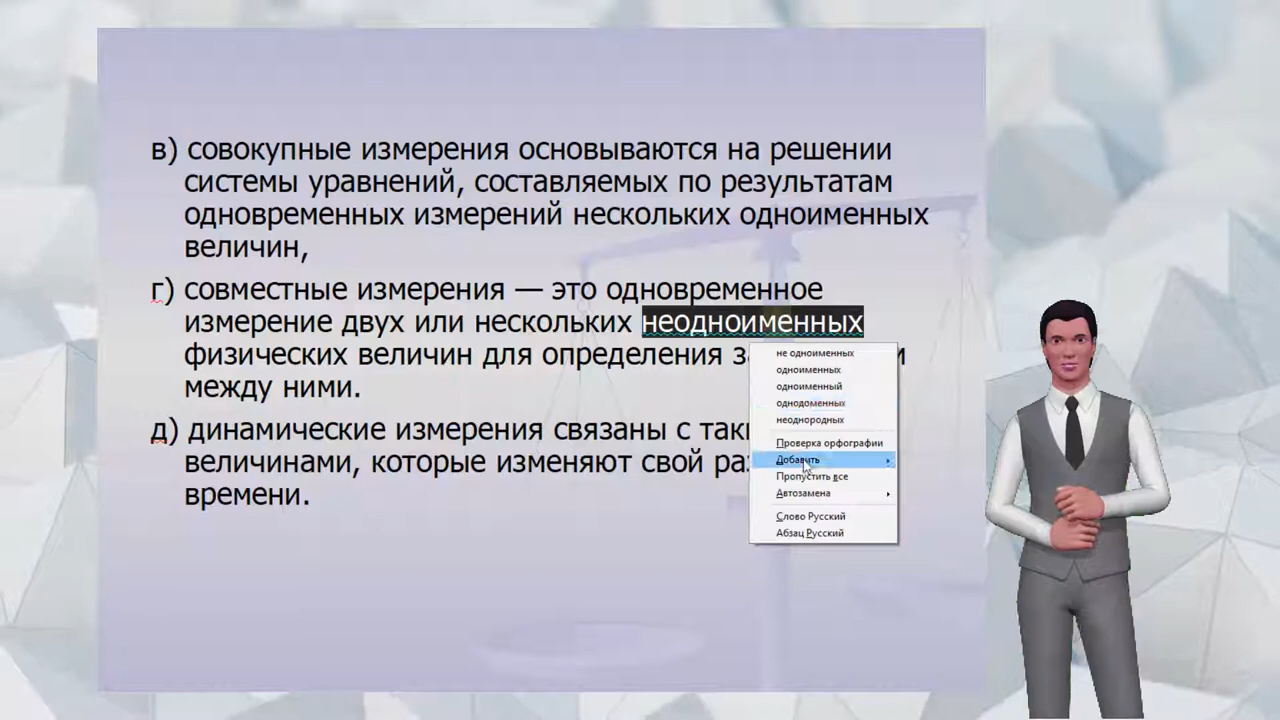 в) совокупные измерения основываются на решении
системы уравнений, составляемых по результатам
одновременных измерений нескольких одноименных
величин,
г) совместные измерения — это одновременное
измерение двух или нескольких неодноименных
физических величин для определения
между ними.
д) динамические измерения связаны с
величинами, которые изменяют свой
времени.
не одноименных
одноименных
одноименный
однодоменных
неоднородных
Проверка орфографии
Добавить
Пропустить все
Автозамена
Слово Русский
Абзац Русский